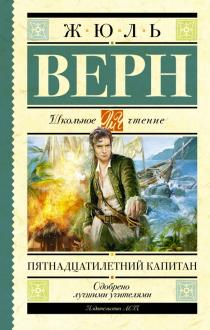 ЖЮЛЬ
ВЕРН
Школьное чтение
ПЯТНАДЦАТИЛЕТНИЙ КАПИТАН
Одобрено
лучшими учителями
Издательство АСТ